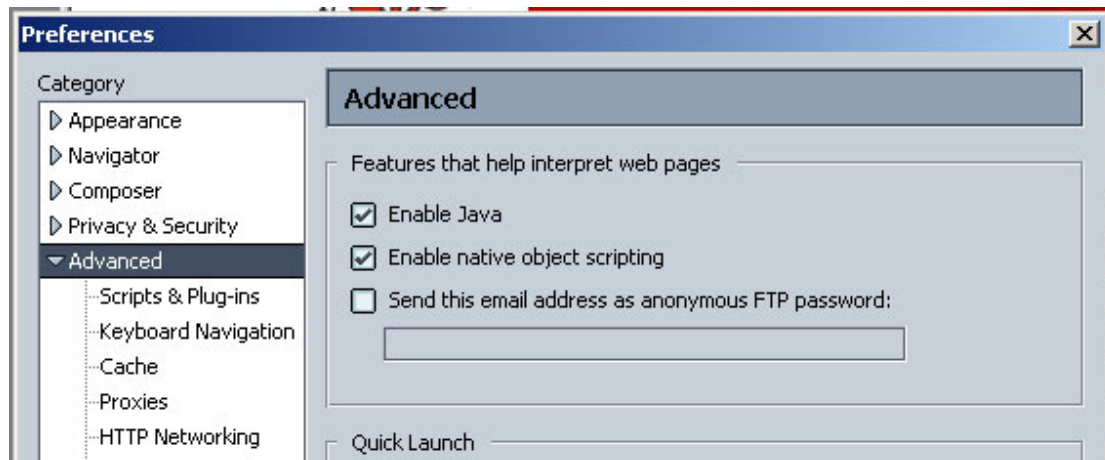 Preferences
Category
Appearance
Navigator
Composer
Privacy & Security
Advanced
Scripts & Plug-ins
Keyboard Navigation
Cache
Proxies
HTTP Networking
Advanced
Features that help interpret web pages
Enable Java
Enable native object scripting
Send this email address as anonymous FTP password:
Quick Launch